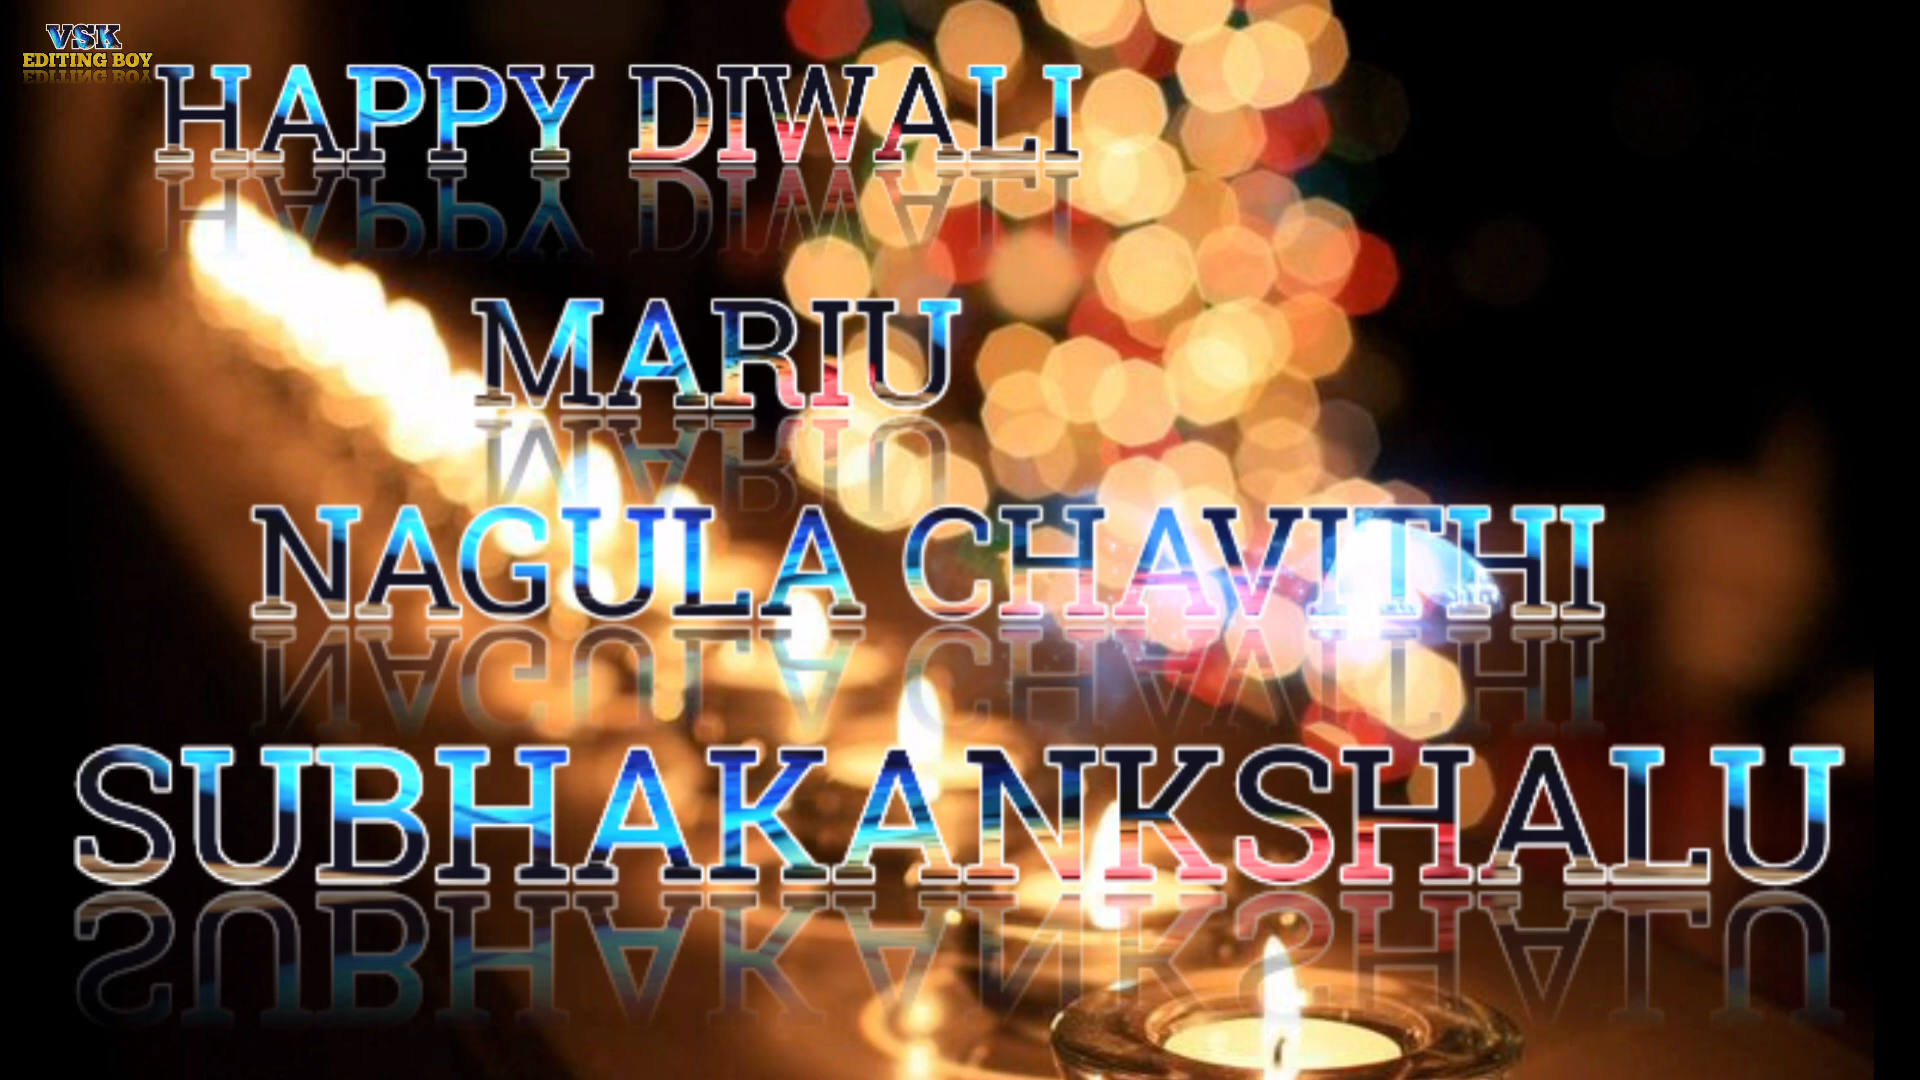 VSK
EDITING BOY
HAPPY DIWALI
MARIU
NAGULA CHAVITHI
SUBHAKANKSHALU